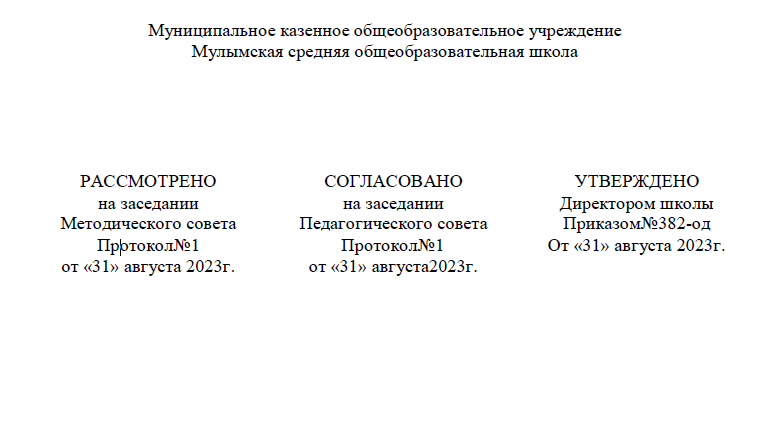 Муниципальное казенное общеобразовательное учреждение
Мулымская средняя общеобразовательная школа
РАССМОТРЕНО
на заседании
Методического совета
Протокол№1
от «31» августа 2023г.
СОГЛАСОВАНО
на заседании
Педагогического совета
Протокол№1
от «31» августа2023г.
УТВЕРЖДЕНО
Директором школы
Приказом№382-од
От «31» августа 2023г.